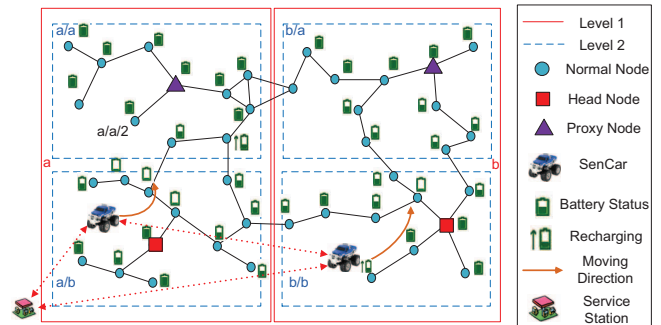 a/a
b/a
a/a/2
a
b
a/b
b/b
Level 1
Level 2
Normal Node
Head Node
Proxy Node
SenCar
Battery Status
Recharging
Moving
Direction
Service
Station